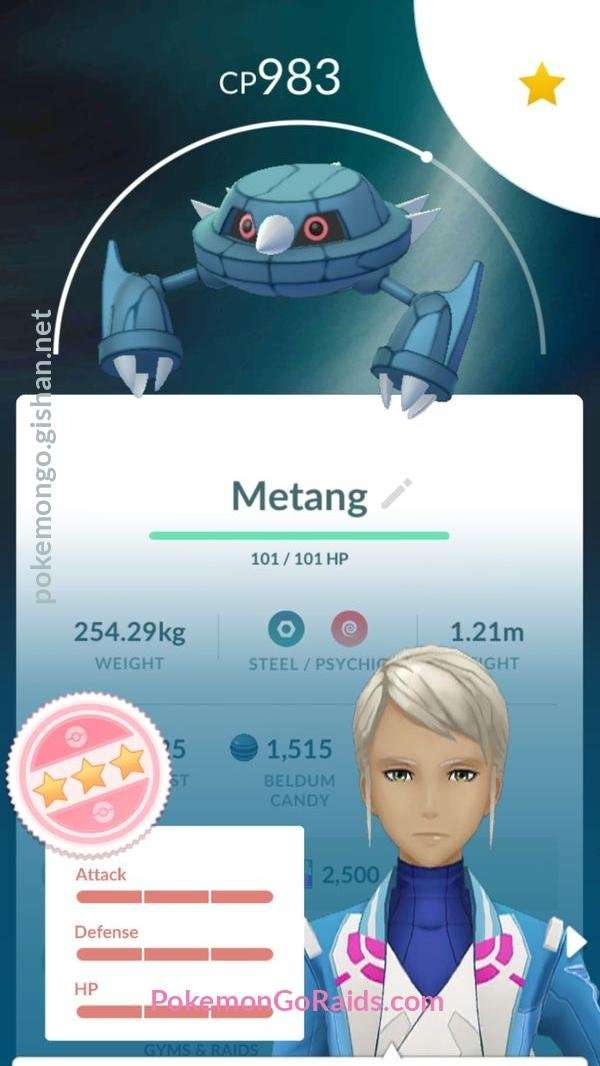 CP983
pokemongo.gishan.net
Metang
101 / 101 HP
254.29kg
WEIGHT
STEEL / PSYCHIC
1.21m
1,515
BELDUM
CANDY
2,500
Attack
Defense
HP
PokemonGoRaids.com
GYMS & RAIDS